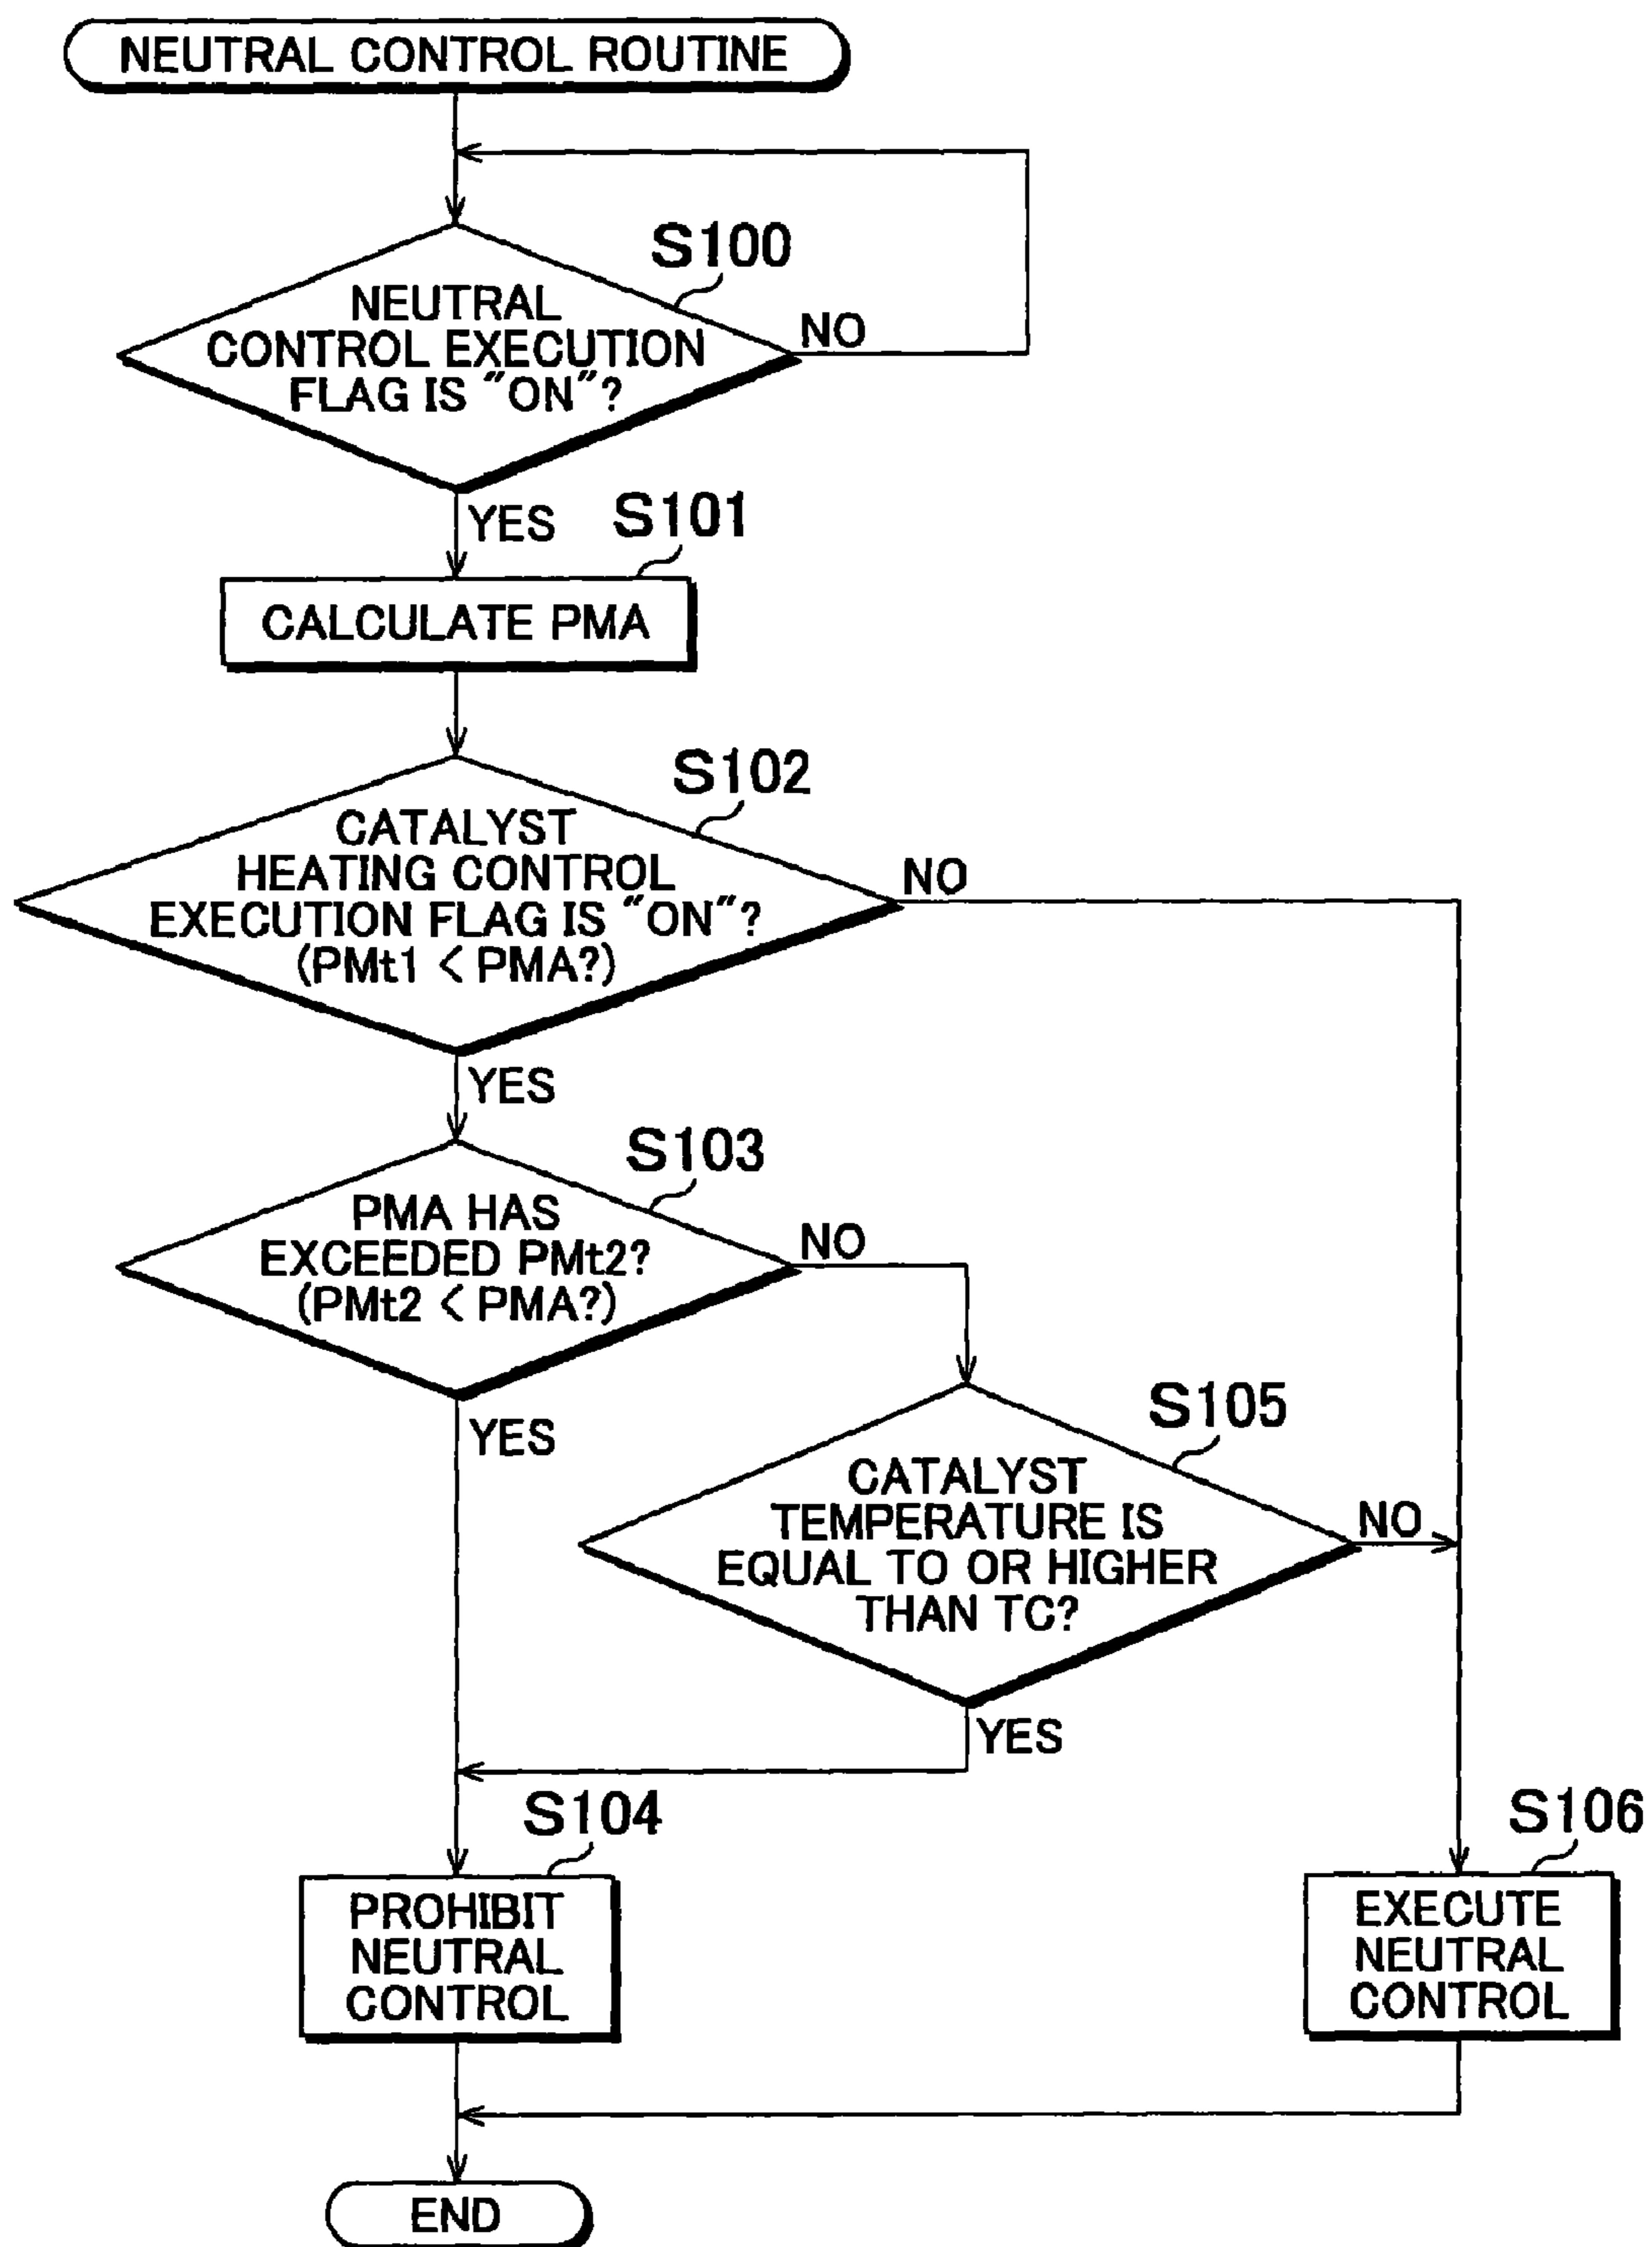 NEUTRAL CONTROL ROUTINE
S100
NEUTRAL
CONTROL EXECUTION
FLAG IS "ON"?
NO
YES
S101
CALCULATE PMA
S102
CATALYST
HEATING CONTROL
EXECUTION FLAG IS "ON"?
(PMt1 < PMA?)
NO
YES
S103
PMA HAS
EXCEEDED PMt2?
(PMt2 < PMA?)
NO
YES
S105
CATALYST
TEMPERATURE IS
EQUAL TO OR HIGHER
THAN TC?
NO
YES
S104
PROHIBIT
NEUTRAL
CONTROL
S106
EXECUTE
NEUTRAL
CONTROL
END